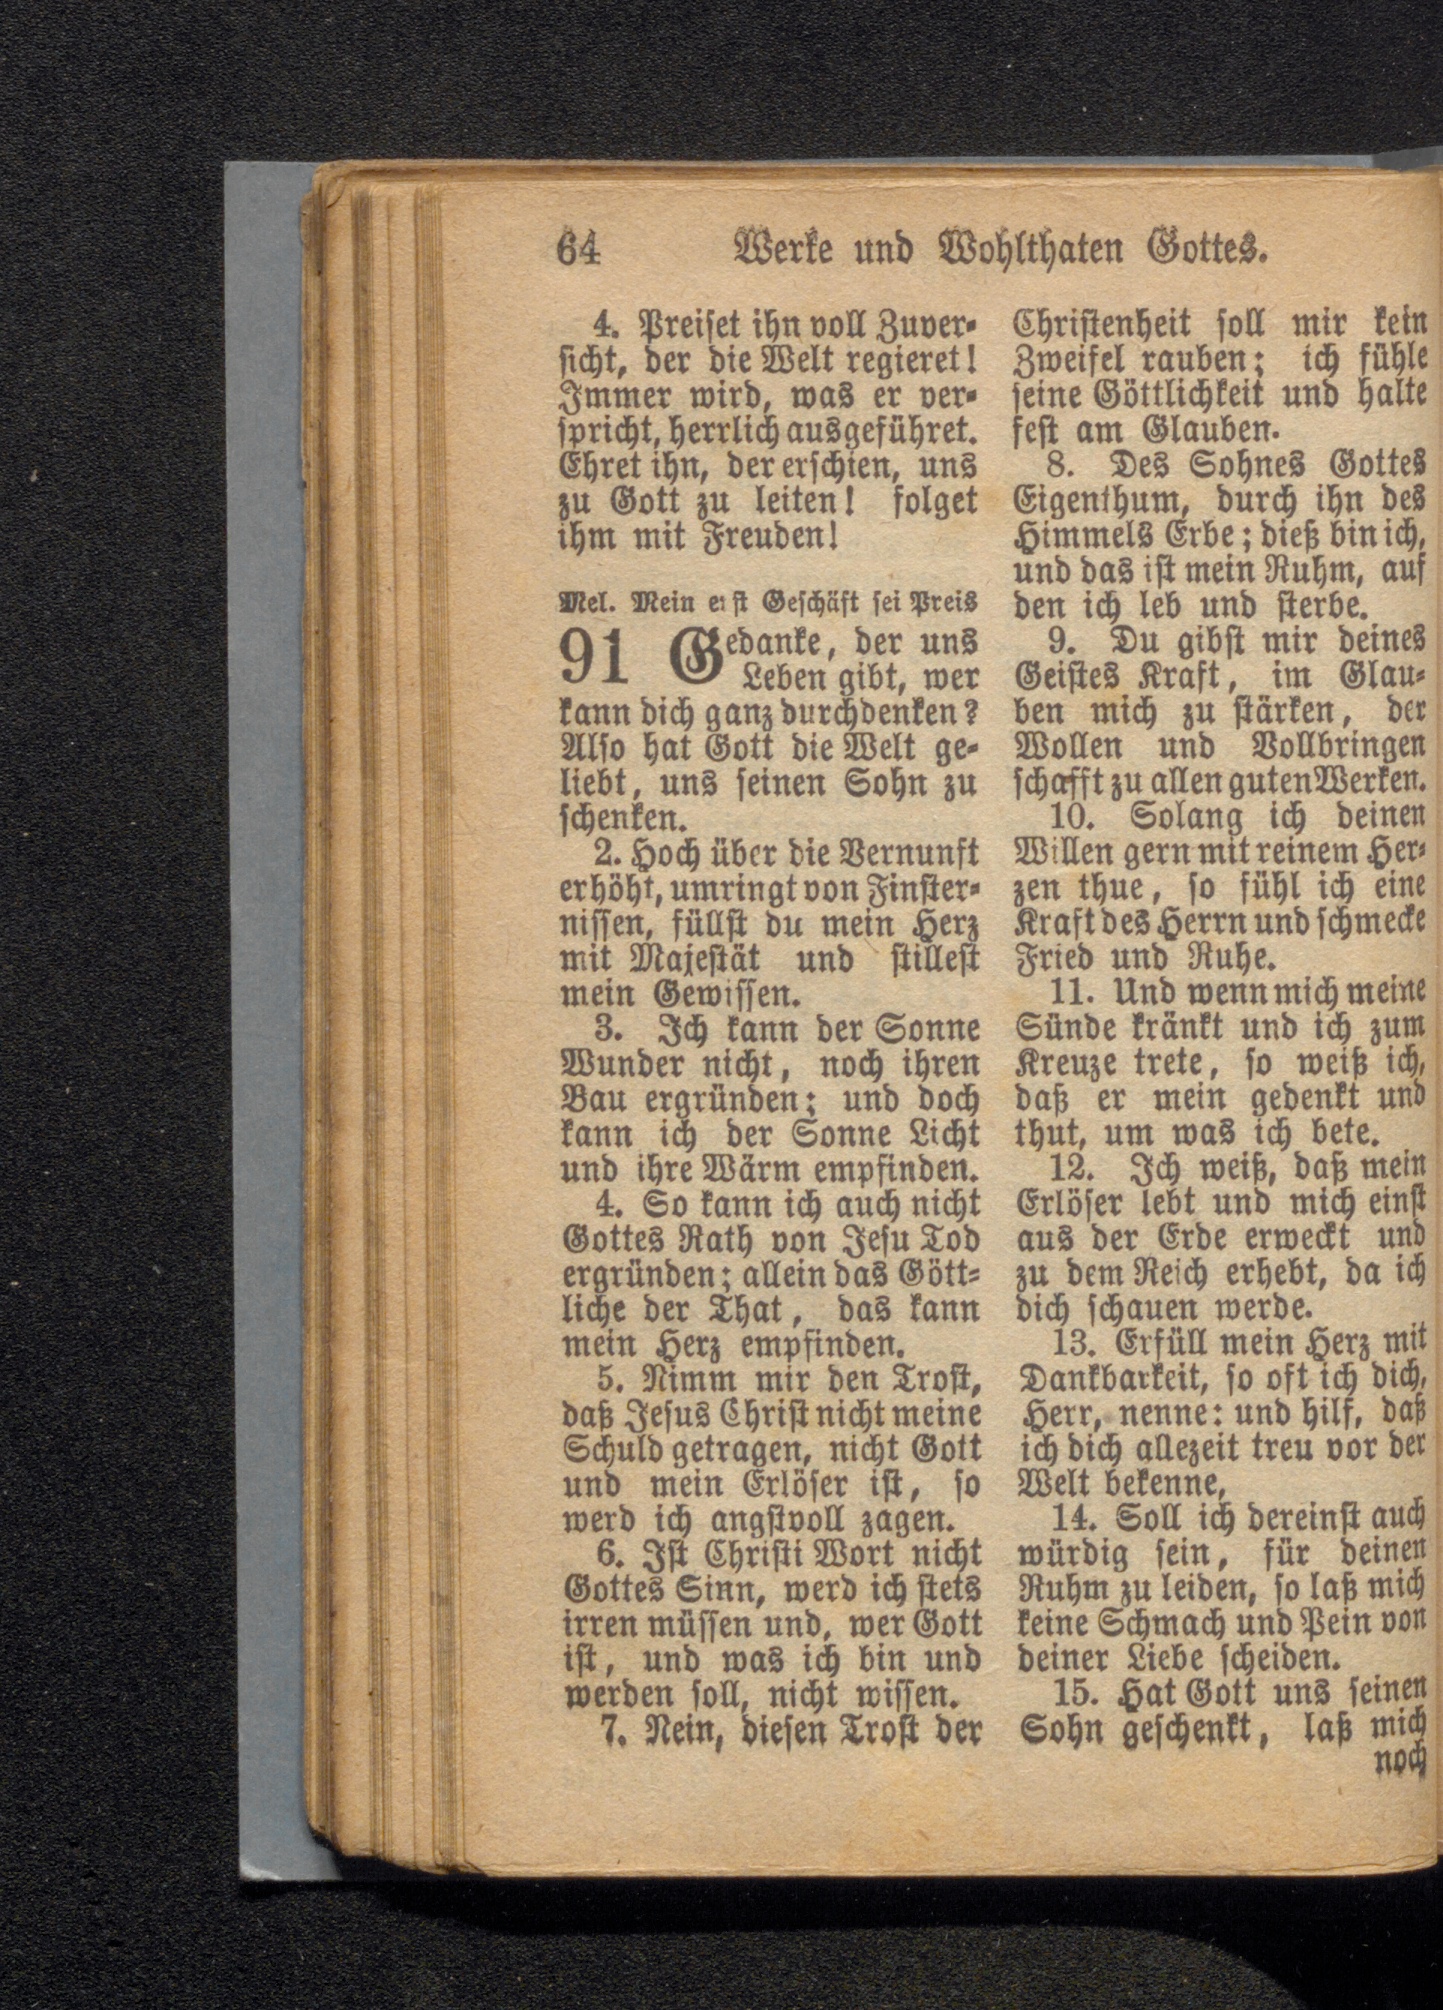 64 Werke und Wohlthaten Gottes.
4. Preiset ihn voll Zuver-
sicht, der die Welt regieret!
Immer wird, was er ver-
spricht, herrlich ausgeführet.
Ehret ihn, der erschien, uns
zu Gott zu leiten! folget
ihm mit Freuden!
Mel. Mein erst Geschäft sei Preis
91 Gedanke, der uns
Leben gibt, wer
kann dich ganz durchdenken?
Also hat Gott die Welt ge-
liebt, uns seinen Sohn zu
schenken.
2. Hoch über die Vernunft
erhöht, umringt von Finster-
nissen, füllst du mein Herz
mit Majestät und stillest
mein Gewissen.
3. Ich kann der Sonne
Wunder nicht, noch ihren
Bau ergründen; und doch
kann ich der Sonne Licht
und ihre Wärm empfinden.
4. So kann ich auch nicht
Gottes Rath von Jesu Tod
ergründen; allein das Gött-
liche der That, das kann
mein Herz empfinden.
5. Nimm mir den Trost,
daß Jesus Christ nicht meine
Schuld getragen, nicht Gott
und mein Erlöser ist, so
werd ich angstvoll zagen.
6. Ist Christi Wort nicht
Gottes Sinn, werd ich stets
irren müssen und, wer Gott
ist, und was ich bin und
werden soll, nicht wissen.
7. Nein, diesen Trost der
Christenheit soll mir kein
Zweifel rauben; ich fühle
seine Göttlichkeit und halte
fest am Glauben.
8. Des Sohnes Gottes
Eigenthum, durch ihn des
Himmels Erbe; dieß bin ich,
und das ist mein Ruhm, auf
den ich leb und sterbe.
9. Du gibst mir deines
Geistes Kraft, im Glau-
ben mich zu stärken, der
Wollen und Vollbringen
schafft zu allen guten Werken.
10. Solang ich deinen
Willen gern mit reinem Her-
zen thue, so fühl ich eine
Kraft des Herrn und schmecke
Fried und Ruhe.
11. Und wenn mich meine
Sünde kränkt und ich zum
Kreuze trete, so weiß ich,
daß er mein gedenkt und
thut, um was ich bete.
12. Ich weiß, daß mein
Erlöser lebt und mich einst
aus der Erde erweckt und
zu dem Reich erhebt, da ich
dich schauen werde.
13. Erfüll mein Herz mit
Dankbarkeit, so oft ich dich,
Herr, nenne: und hilf, daß
ich dich allezeit treu vor der
Welt bekenne,
14. Soll ich dereinst auch
würdig sein, für deinen
Ruhm zu leiden, so laß mich
keine Schmach und Pein von
deiner Liebe scheiden.
15. Hat Gott uns seinen
Sohn geschenkt, laß mich
noch